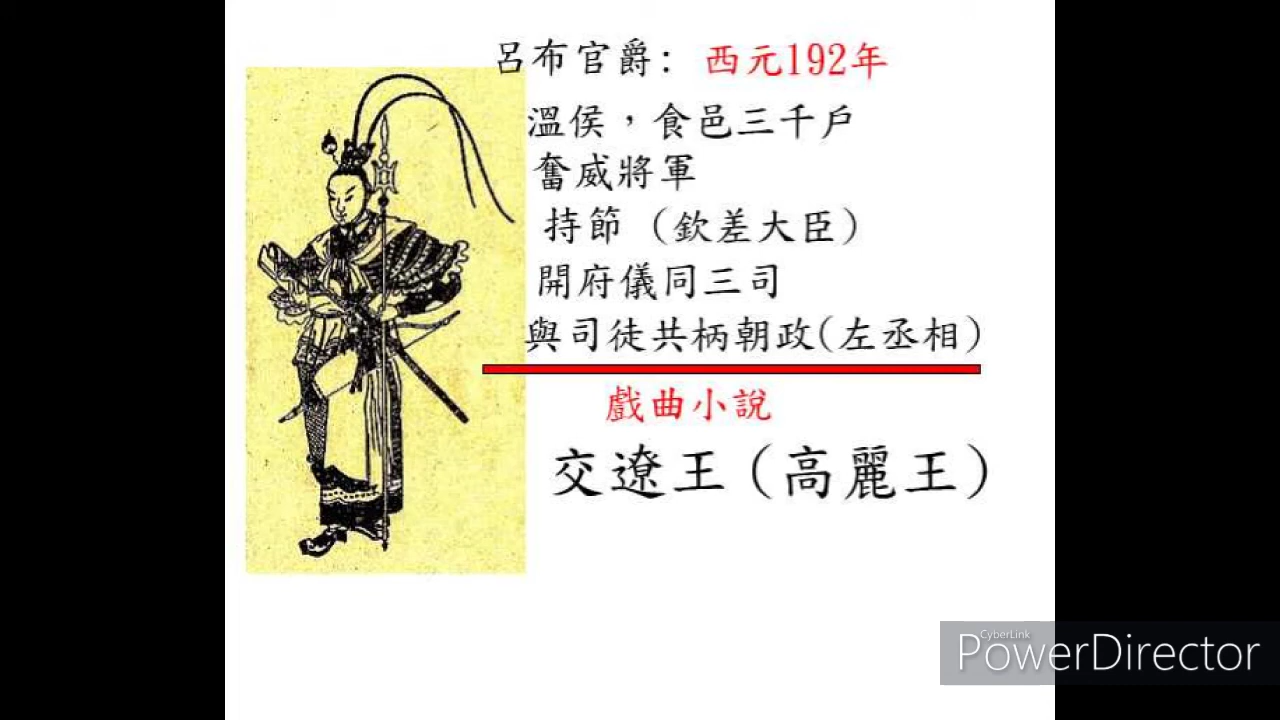 呂布官爵: 西元192年
溫侯，食邑三千戶
奮威將軍
持節（欽差大臣）
開府儀同三司
與司徒共柄朝政(左丞相)
戲曲小說
交遼王(高麗王)
CyberLink
PowerDirector